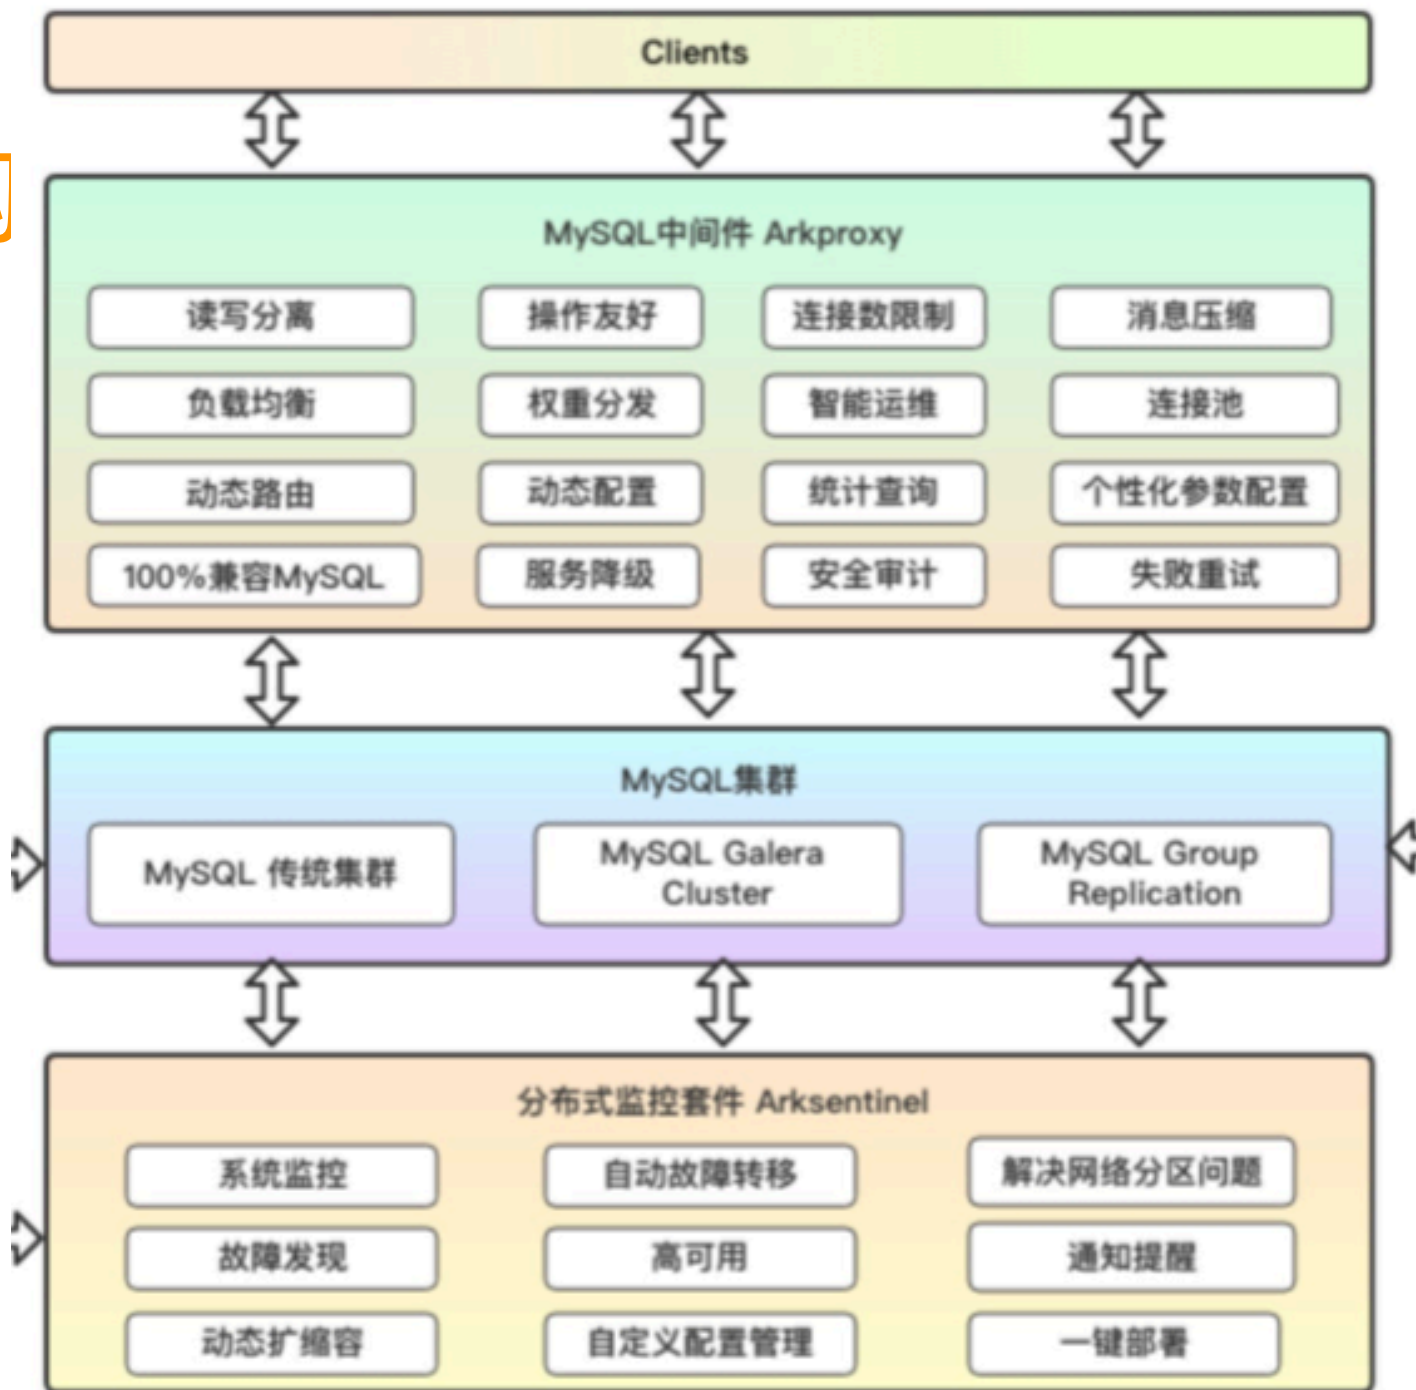 Clients
MySQL中间件 Arkproxy
读写分离
操作友好
连接数限制
消息压缩
负载均衡
权重分发
智能运维
连接池
动态路由
动态配置
统计查询
个性化参数配置
100%兼容MySQL
服务降级
安全审计
失败重试
MySQL集群
MySQL 传统集群
MySQL Galera
Cluster
MySQL Group
Replication
分布式监控套件 Arksentinel
系统监控
自动故障转移
解决网络分区问题
故障发现
高可用
通知提醒
动态扩缩容
自定义配置管理
一键部署